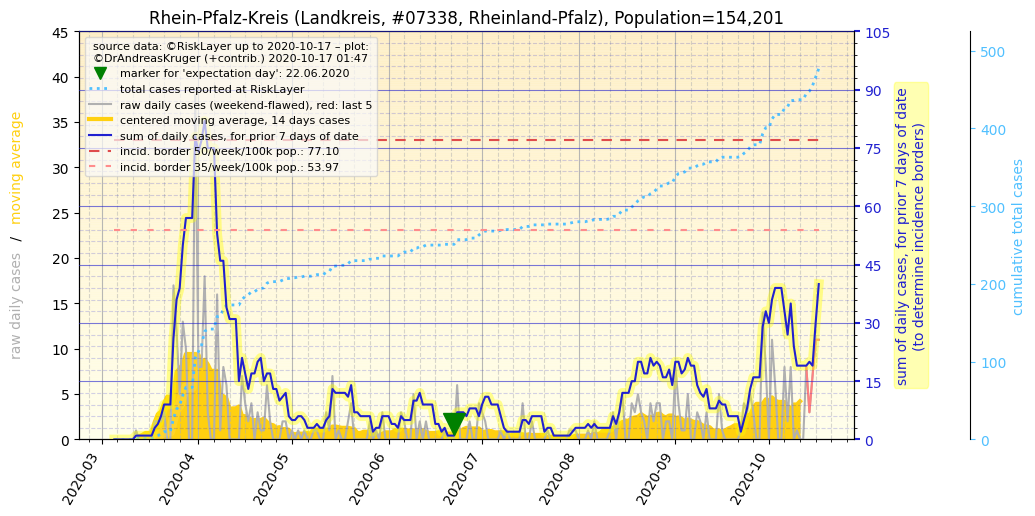 Rhein-Pfalz-Kreis (Landkreis, #07338, Rheinland-Pfalz), Population=154,201
source data: ©RiskLayer up to 2020-10-17 – plot:
©DrAndreasKruger (+contrib.) 2020-10-17 01:47
marker for 'expectation day': 22.06.2020
total cases reported at RiskLayer
raw daily cases (weekend-flawed), red: last 5
centered moving average, 14 days cases
sum of daily cases, for prior 7 days of date
incid. border 50/week/100k pop.: 77.10
incid. border 35/week/100k pop.: 53.97
raw daily cases / moving average
45
40
35
30
25
20
15
10
5
0
2020-03
2020-04
2020-05
2020-06
2020-07
2020-08
2020-09
2020-10
105
90
75
60
45
30
15
0
sum of daily cases, for prior 7 days of date
(to determine incidence borders)
500
400
300
200
100
0
cumulative total cases